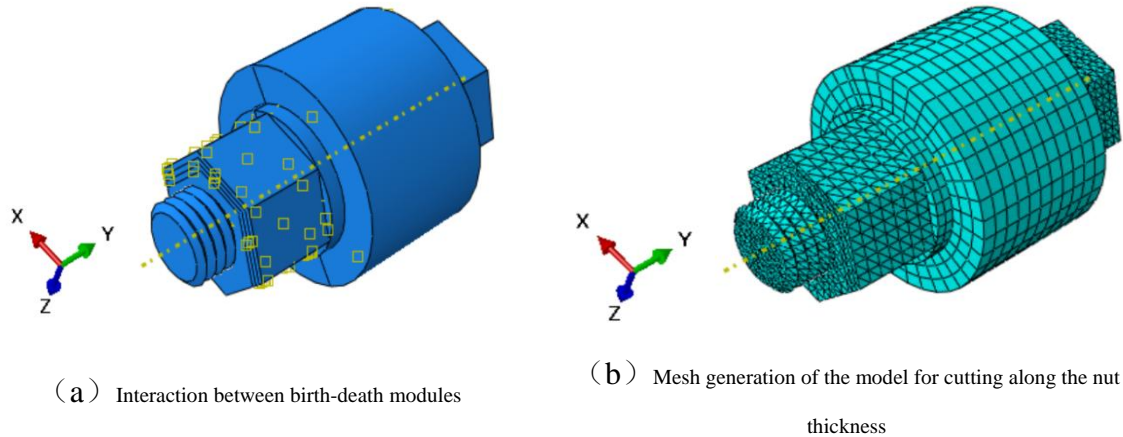 X
Y
Z
X
Y
Z
（a）Interaction between birth-death modules
（b）Mesh generation of the model for cutting along the nut
thickness